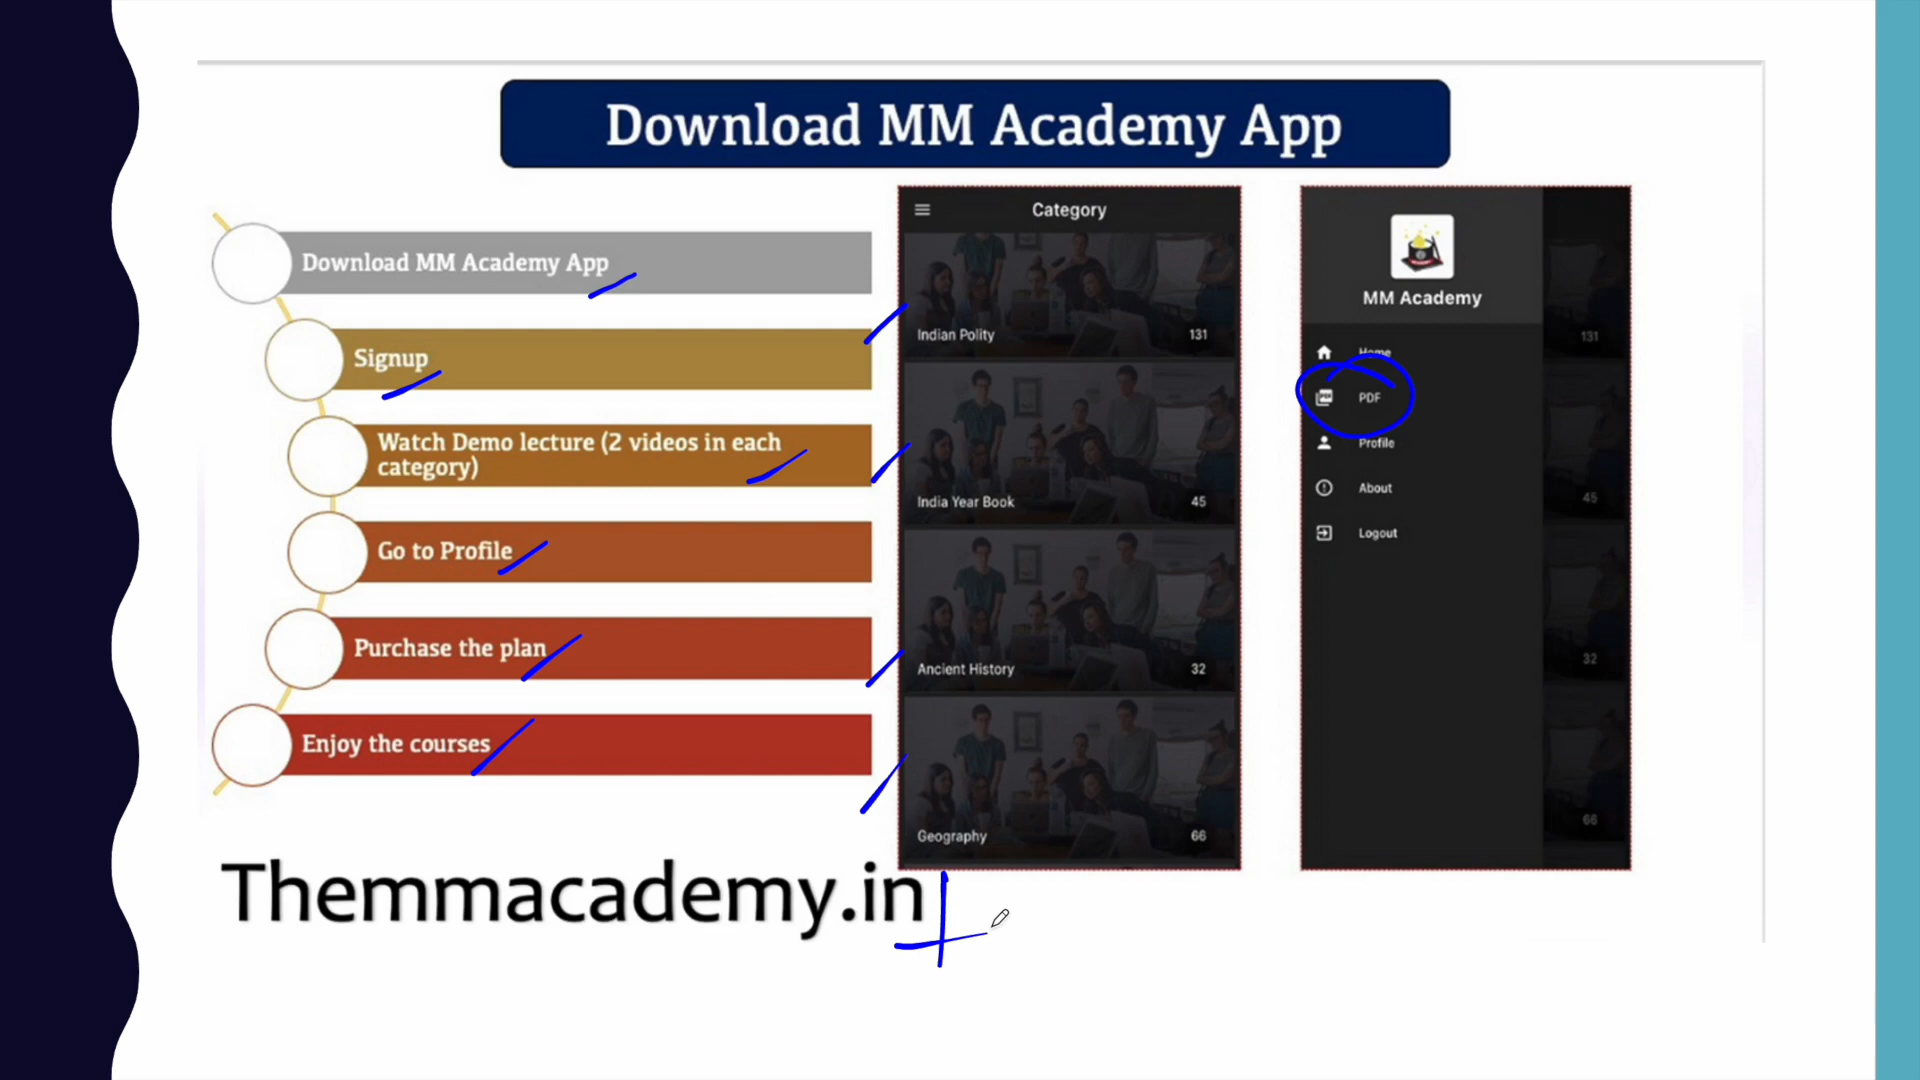 Download MM Academy App
Download MM Academy App
Signup
Watch Demo lecture (2 videos in each
category)
Go to Profile
Purchase the plan
Enjoy the courses
Themmacademy.in
Category
Indian Polity 131
India Year Book 45
Ancient History 32
Geography 66
MM Academy
Home
PDF
Profile
About
Logout
131
45
32
66